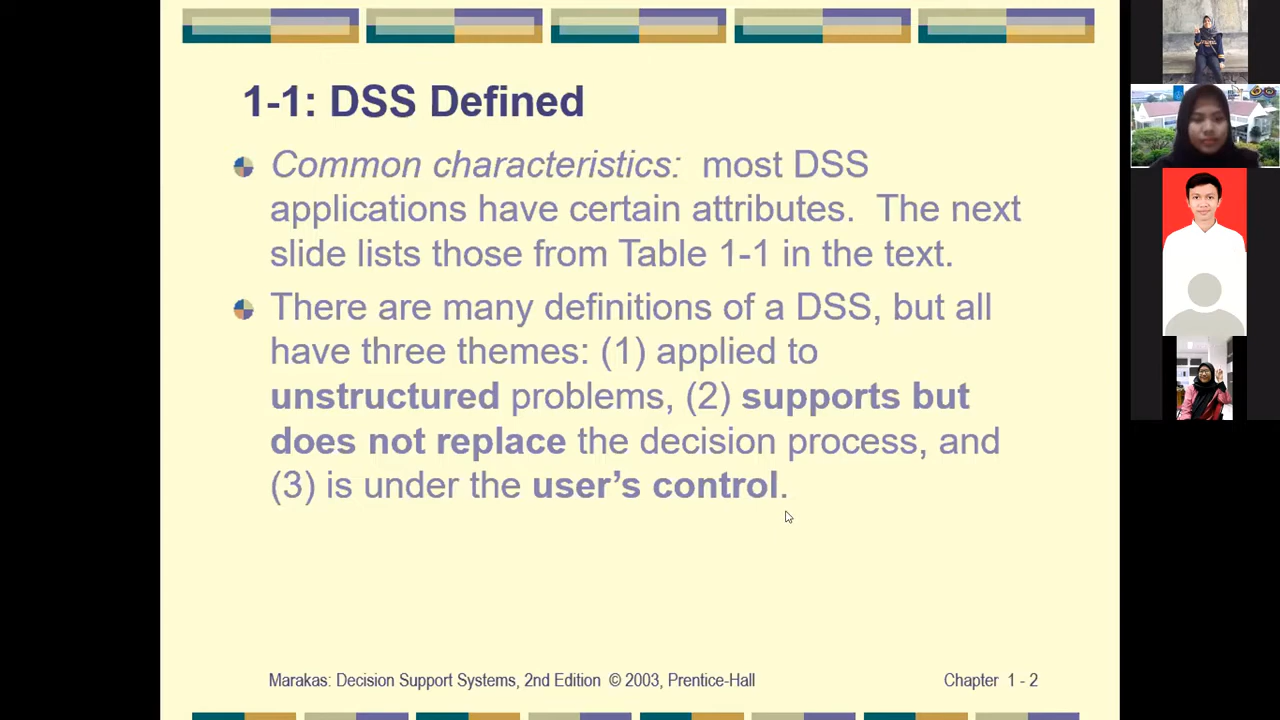 1-1: DSS Defined
Common characteristics: most DSS
applications have certain attributes. The next
slide lists those from Table 1-1 in the text.
There are many definitions of a DSS, but all
have three themes: (1) applied to
unstructured problems, (2) supports but
does not replace the decision process, and
(3) is under the user’s control.
Marakas: Decision Support Systems, 2nd Edition © 2003, Prentice-Hall
Chapter 1 - 2